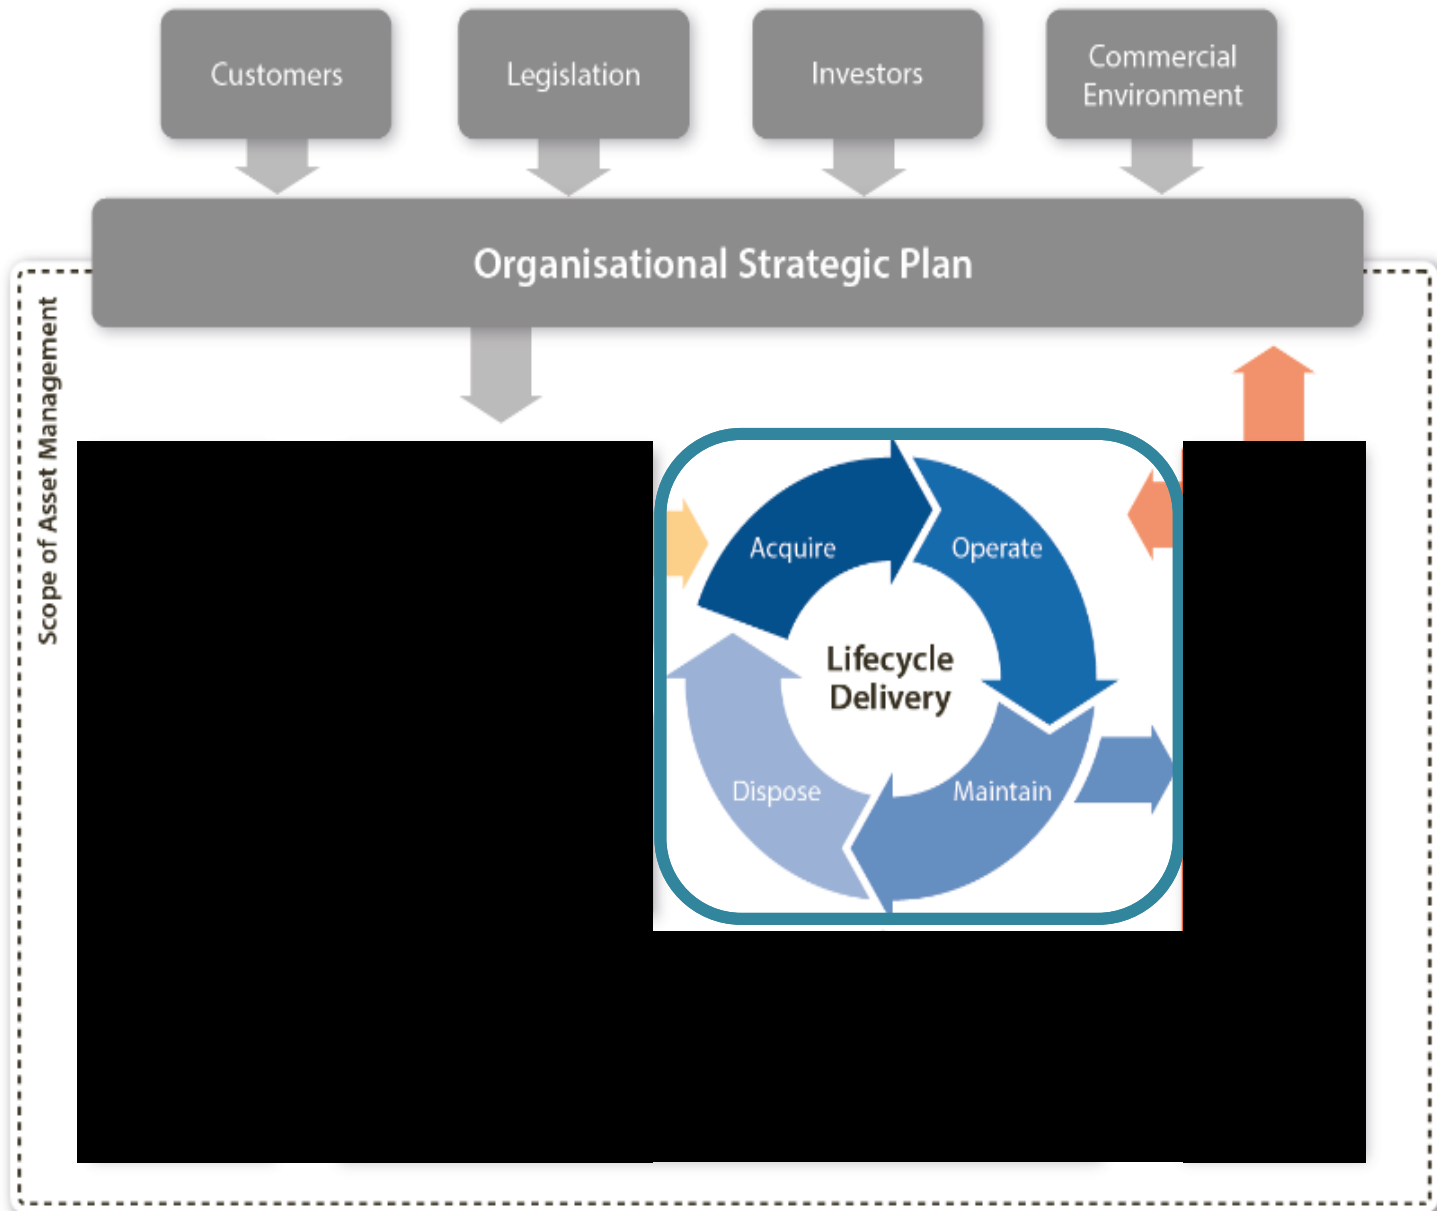 Customers
Legislation
Investors
Commercial
Environment
Organisational Strategic Plan
Scope of Asset Management
Acquire
Operate
Lifecycle
Delivery
Dispose
Maintain